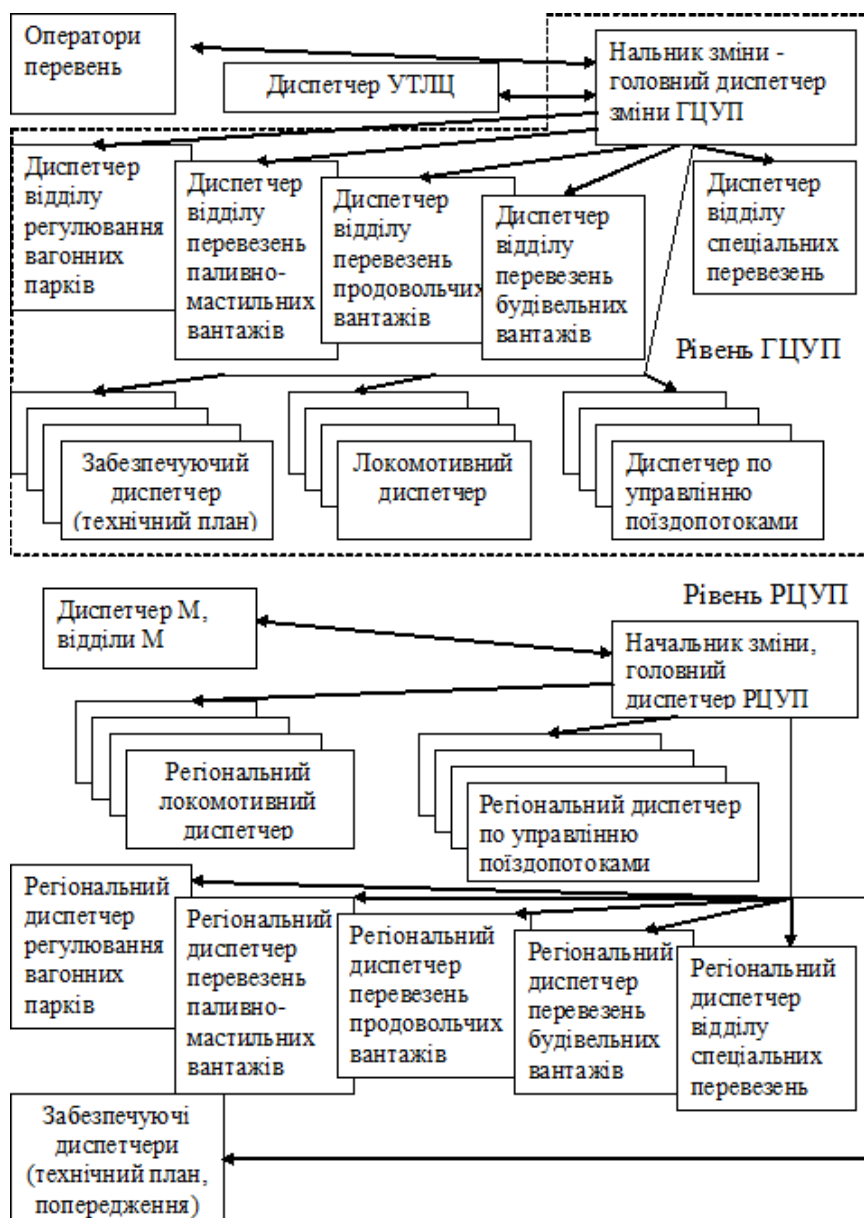 Оператори
перевень
Диспетчер УТЛЦ
Нальник зміни -
головний диспетчер
зміни ГЦУП
Диспетчер
відділу
регулювання
вагонних
парків
Диспетчер
відділу
перевезень
паливно-
мастильних
вантажів
Диспетчер
відділу
перевезень
продовольчих
вантажів
Диспетчер
відділу
перевезень
будівельних
вантажів
Диспетчер
відділу
спеціальних
перевезень
Рівень ГЦУП
Забезпечуючий
диспетчер
(технічний план)
Локомотивний
диспетчер
Диспетчер по
управлінню
поїздопотоками
Рівень РЦУП
Диспетчер М,
відділи М
Начальник зміни,
головний
диспетчер РЦУП
Регіональний
локомотивний
диспетчер
Регіональний диспетчер
по управлінню
поїздопотоками
Регіональний
диспетчер
регулювання
вагонних
парків
Регіональний
диспетчер
перевезень
паливно-
мастильних
вантажів
Регіональний
диспетчер
перевезень
продовольчих
вантажів
Регіональний
диспетчер
перевезень
будівельних
вантажів
Регіональний
диспетчер
відділу
спеціальних
перевезень
Забезпечуючі
диспетчери
(технічний план,
попередження)